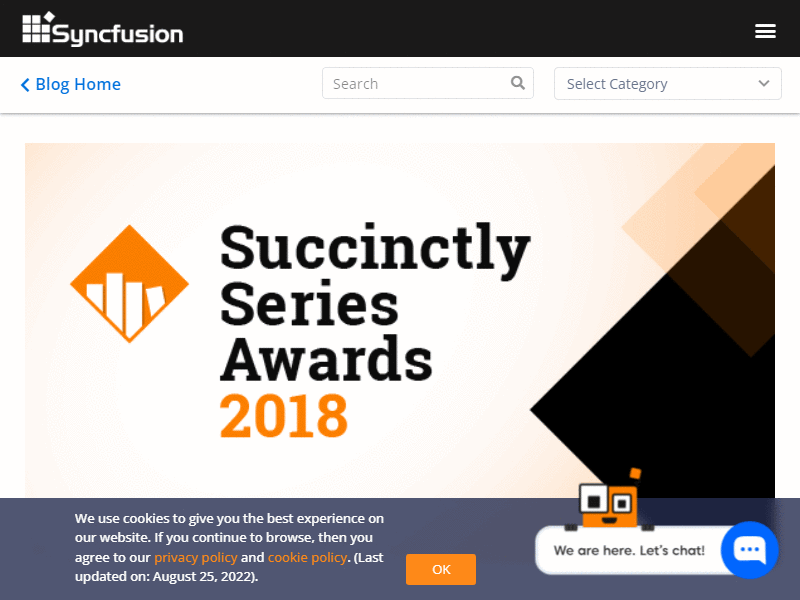 Syncfusion
Blog Home
Search
Select Category
Succinctly
Series
Awards
2018
We use cookies to give you the best experience on
our website. If you continue to browse, then you
agree to our privacy policy and cookie policy. (Last
updated on: August 25, 2022).
OK
We are here. Let's chat!